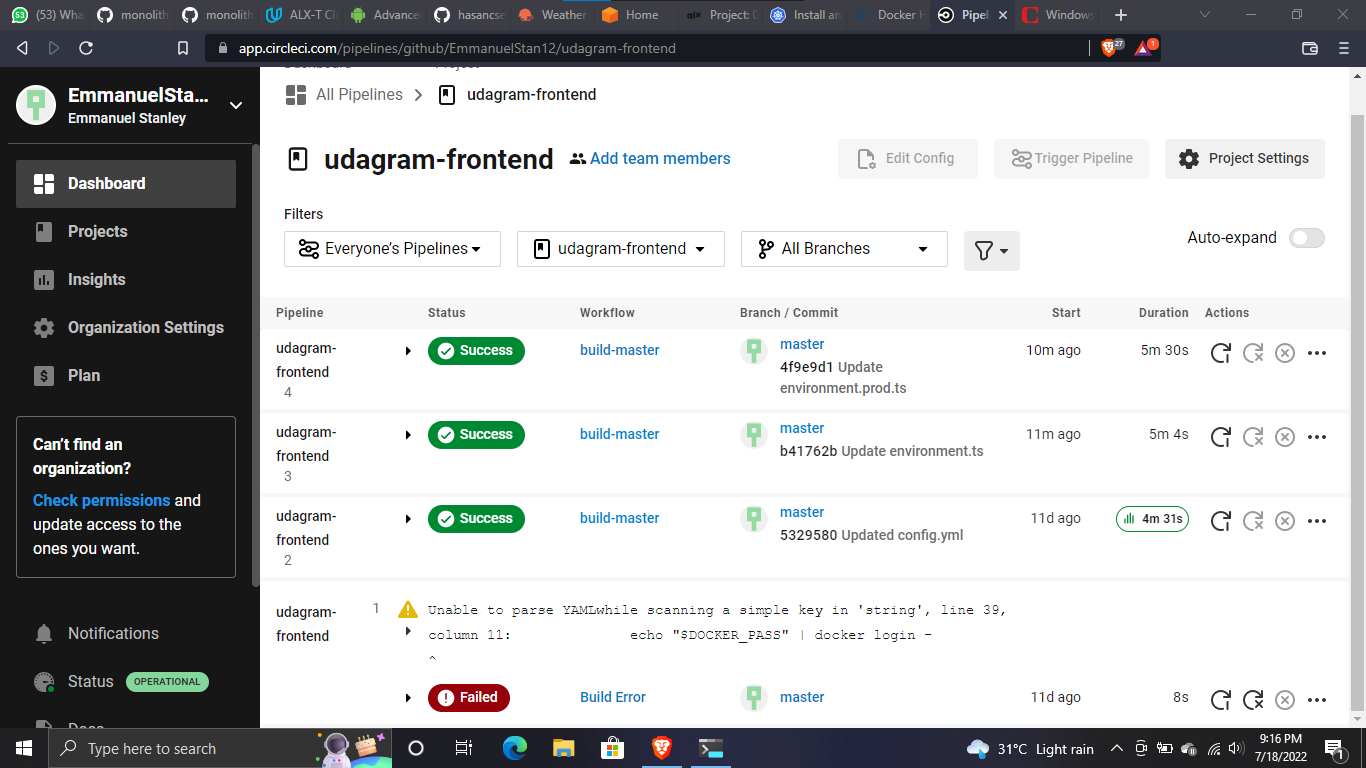 (53) Wha
monolith
monolith
ALX-T Cl
Advance
hasancse
Weather
Home
Project: C
Install an
Docker H
Pipel
Windows
app.circleci.com/pipelines/github/EmmanuelStan12/udagram-frontend
27
1
EmmanuelSta...
Emmanuel Stanley
Dashboard
Projects
Insights
Organization Settings
Plan
Can't find an
organization?
Check permissions and
update access to the
ones you want.
Notifications
Status OPERATIONAL
Docs
Dashboard Project
All Pipelines udagram-frontend
udagram-frontend Add team members
Edit Config Trigger Pipeline Project Settings
Filters
Everyone's Pipelines udagram-frontend All Branches
Auto-expand
Pipeline Status Workflow Branch / Commit Start Duration Actions
udagram-
frontend
4
Success build-master master 10m ago 5m 30s
4f9e9d1 Update
environment.prod.ts
udagram-
frontend
3
Success build-master master 11m ago 5m 4s
b41762b Update environment.ts
udagram-
frontend
2
Success build-master master 11d ago 4m 31s
5329580 Updated config.yml
udagram-
frontend
1
Unable to parse YAMLwhile scanning a simple key in 'string', line 39,
column 11: echo "$DOCKER_PASS" | docker login -
^
Failed Build Error master 11d ago 8s
Type here to search
31°C Light rain
9:16 PM
7/18/2022
1